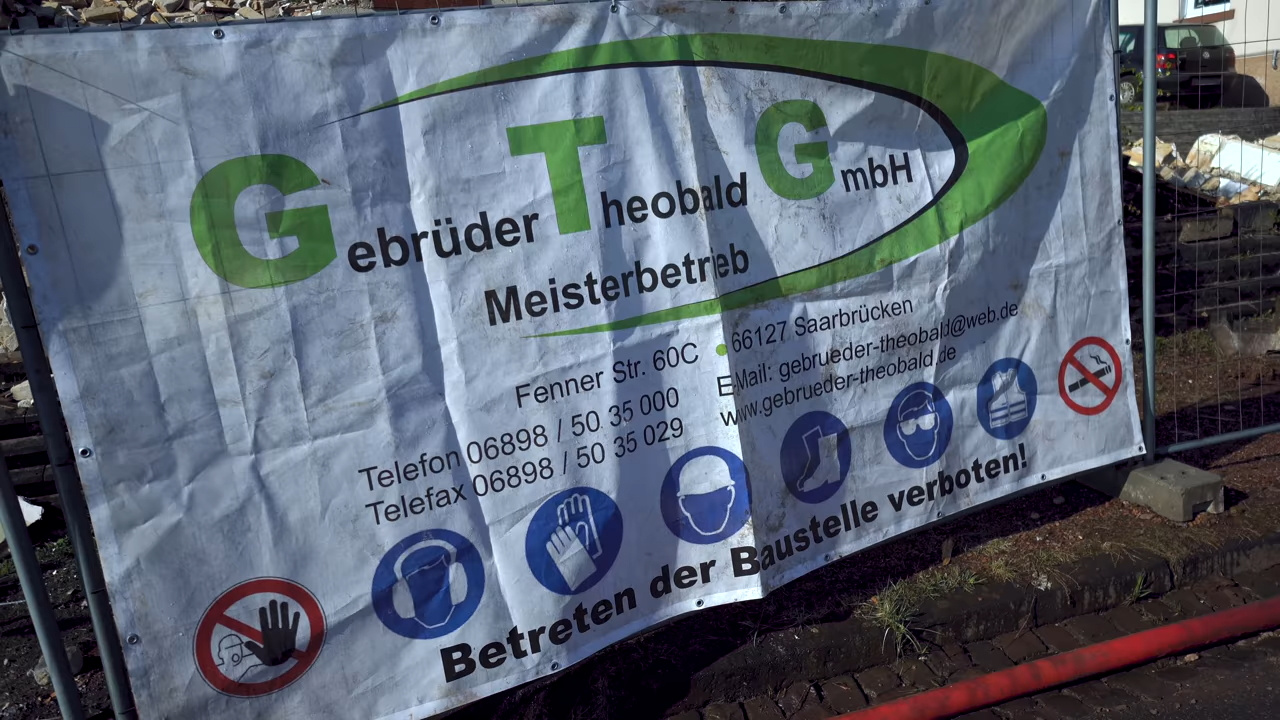 Gebrüder Theobald GmbH
Meisterbetrieb
Fenner Str. 60C • 66127 Saarbrücken
Telefon 06898 / 50 35 000 EMail: gebrueder-theobald@web.de
Telefax 06898 / 50 35 029 www.gebrueder-theobald.de
Betreten der Baustelle verboten!